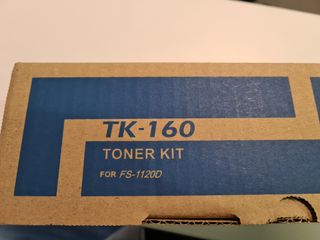 TK-160
TONER KIT
FOR FS-1120D